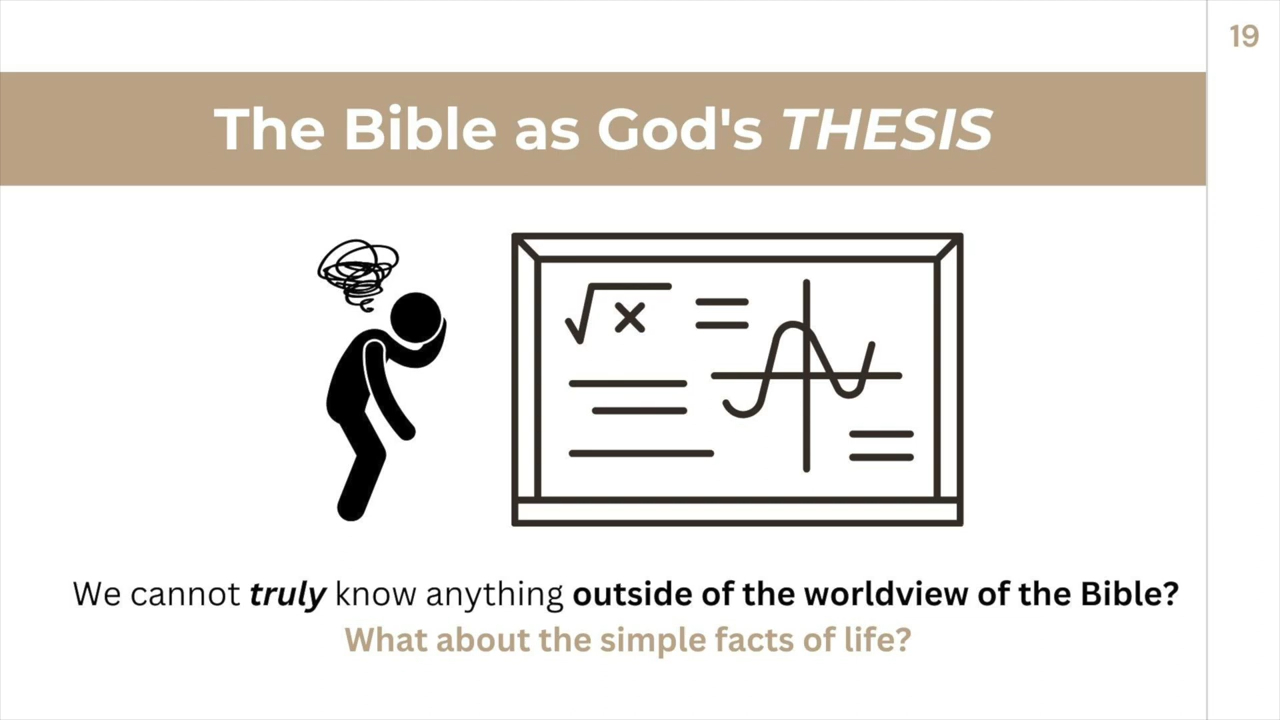 19
The Bible as God's THESIS
√x =
=
We cannot truly know anything outside of the worldview of the Bible?
What about the simple facts of life?